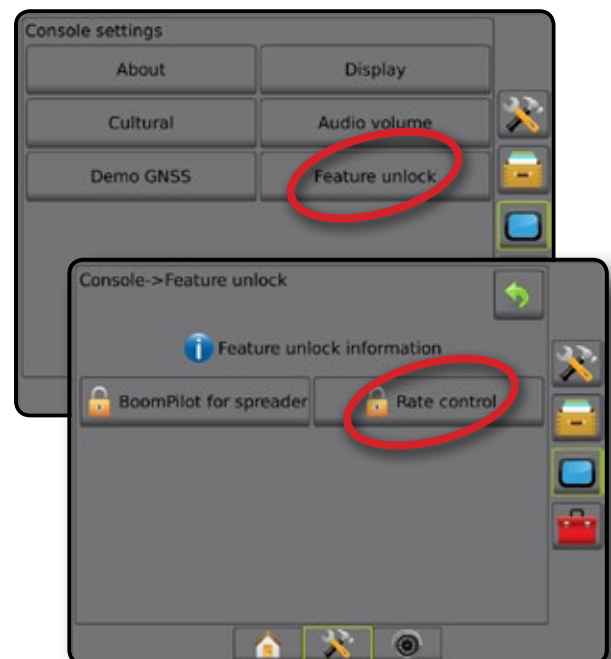 Console settings
About
Display
Cultural
Audio volume
Demo GNSS
Feature unlock
Console->Feature unlock
Feature unlock information
BoomPilot for spreader
Rate control